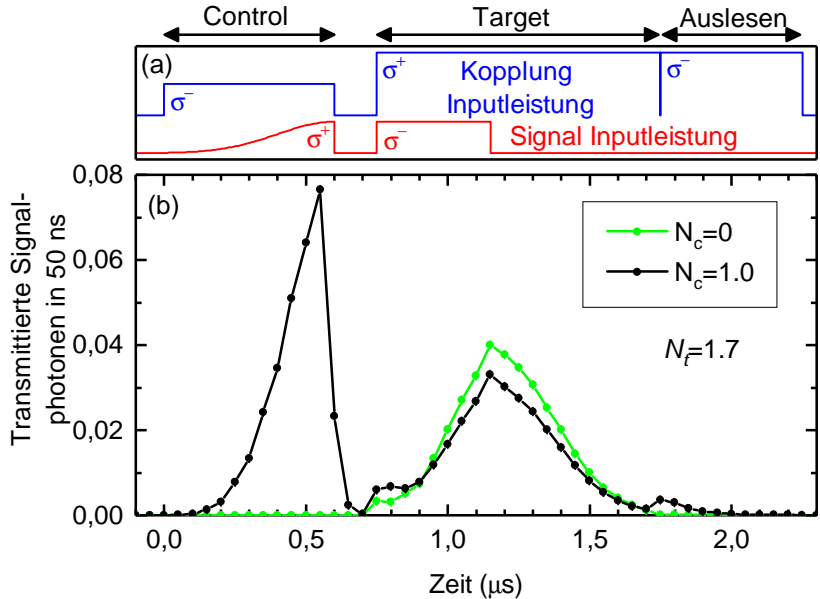 Control Target Auslesen
(a)
σ⁺ Kopplung σ⁻
σ⁻ Inputleistung
σ⁺ σ⁻ Signal Inputleistung
0,08
(b)
N_c=0
N_c=1.0
0,06
N_t=1.7
0,04
0,02
0,00
0,0 0,5 1,0 1,5 2,0
Zeit (μs)
Transmittierte Signal-
photonen in 50 ns